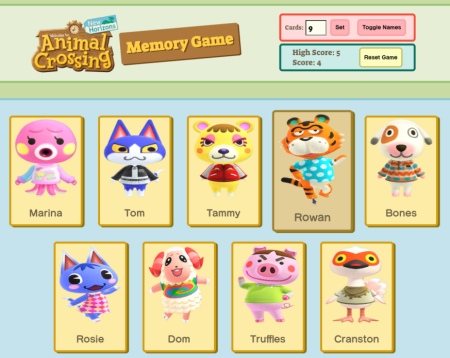 Welcome to
Animal
Crossing
New
Horizons
Memory Game
Cards: 9 Set Toggle Names
High Score: 5
Score: 4
Reset Game
Marina Tom Tammy Rowan Bones
Rosie Dom Truffles Cranston